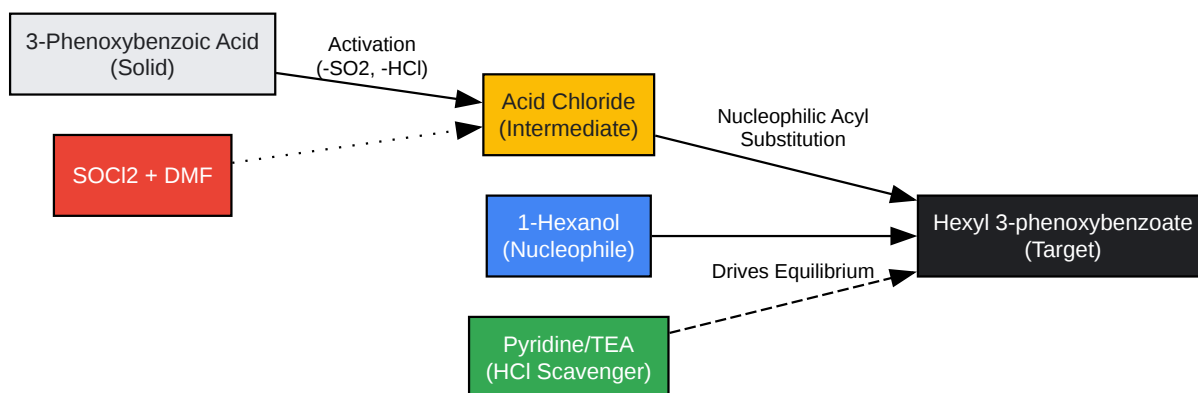 3-Phenoxybenzoic Acid
(Solid)
Activation
(-SO2, -HCl)
SOCl2 + DMF
Acid Chloride
(Intermediate)
Nucleophilic Acyl
Substitution
1-Hexanol
(Nucleophile)
Hexyl 3-phenoxybenzoate
(Target)
Drives Equilibrium
Pyridine/TEA
(HCl Scavenger)